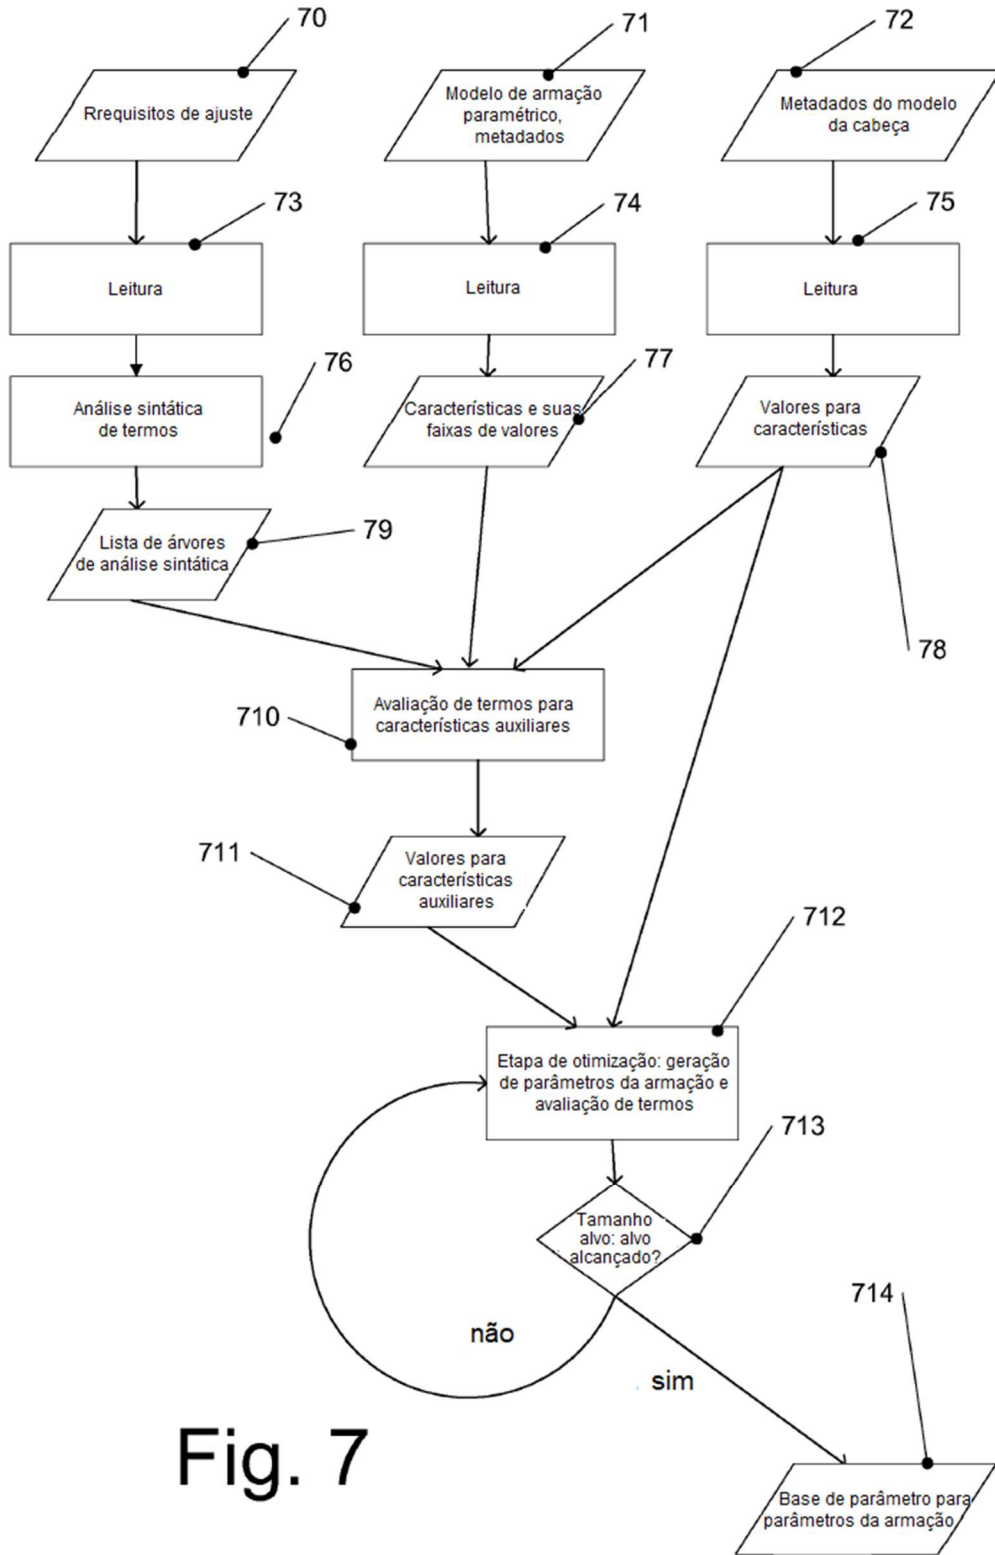 70
71
72
Rrequisitos de ajuste
Modelo de armação
paramétrico,
metadados
Metadados do modelo
da cabeça
73
74
75
Leitura
Leitura
Leitura
76
77
Análise sintática
de termos
Características e suas
faixas de valores
Valores para
características
79
Lista de árvores
de análise sintática
78
710
Avaliação de termos para
características auxiliares
711
Valores para
características
auxiliares
712
Etapa de otimização: geração
de parâmetros da armação e
avaliação de termos
713
Tamanho
alvo: alvo
alcançado?
714
não
sim
Fig. 7
Base de parâmetro para
parâmetros da armação